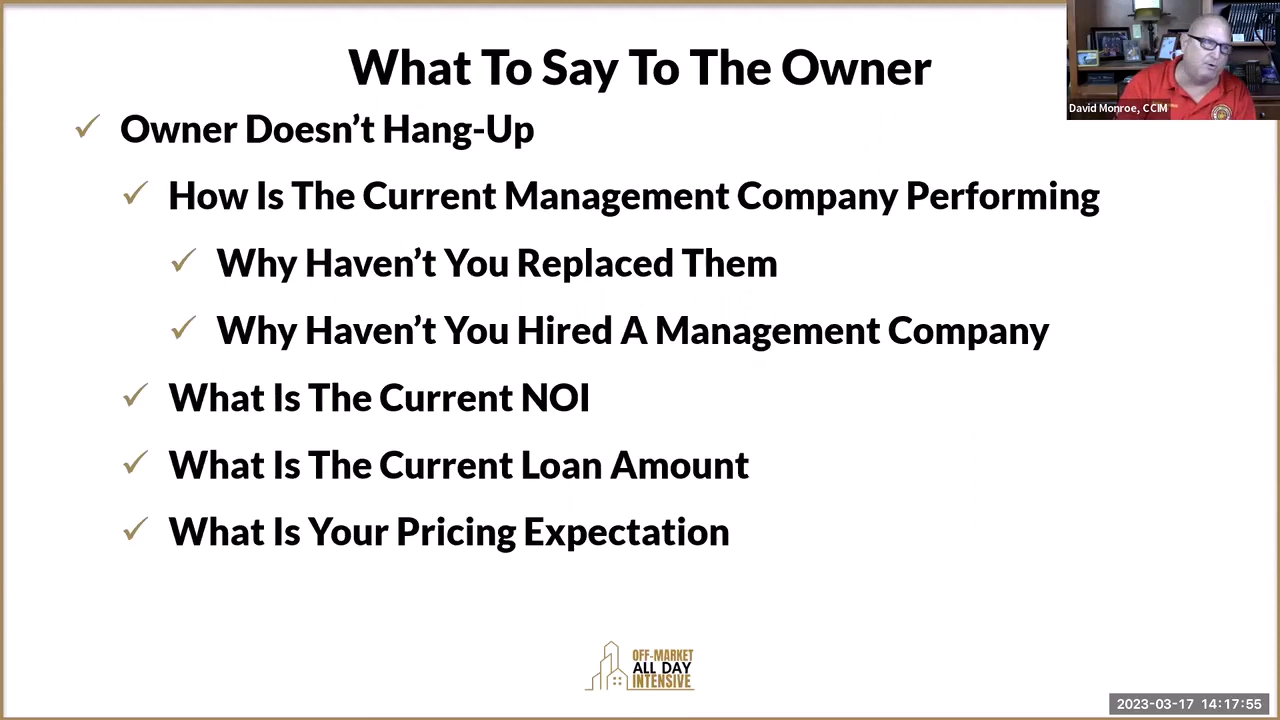 What To Say To The Owner
David Monroe, CCIM
✓ Owner Doesn’t Hang-Up
✓ How Is The Current Management Company Performing
✓ Why Haven’t You Replaced Them
✓ Why Haven’t You Hired A Management Company
✓ What Is The Current NOI
✓ What Is The Current Loan Amount
✓ What Is Your Pricing Expectation
OFF-MARKET
ALL DAY
INTENSIVE
2023-03-17 14:17:55